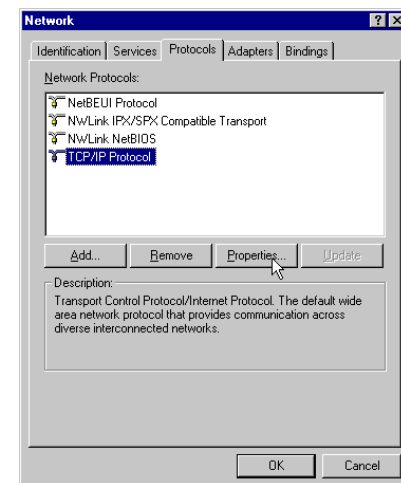 Network
Identification Services Protocols Adapters Bindings
Network Protocols:
NetBEUI Protocol
NWLink IPX/SPX Compatible Transport
NWLink NetBIOS
TCP/IP Protocol
Add... Remove Properties... Update
Description:
Transport Control Protocol/Internet Protocol. The default wide
area network protocol that provides communication across
diverse interconnected networks.
OK Cancel